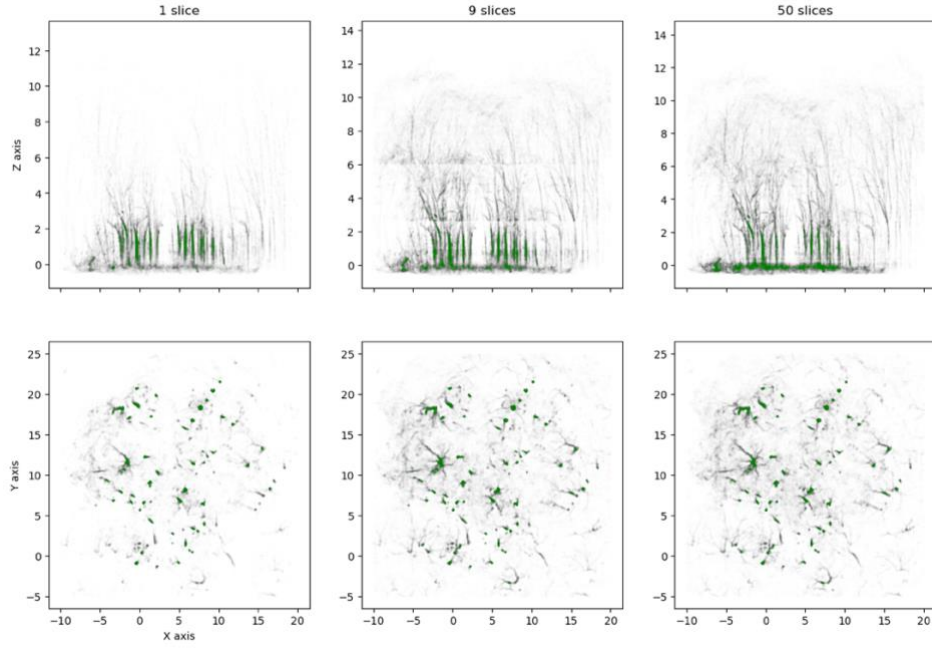 1 slice 9 slices 50 slices
14 14
12 12 12
10 10 10
8 8 8
Z axis
6 6 6
4 4 4
2 2 2
0 0 0
25 25 25
20 20 20
15 15 15
Y axis
10 10 10
5 5 5
0 0 0
−5 −5 −5
−10 −5 0 5 10 15 20 −10 −5 0 5 10 15 20 −10 −5 0 5 10 15 20
X axis